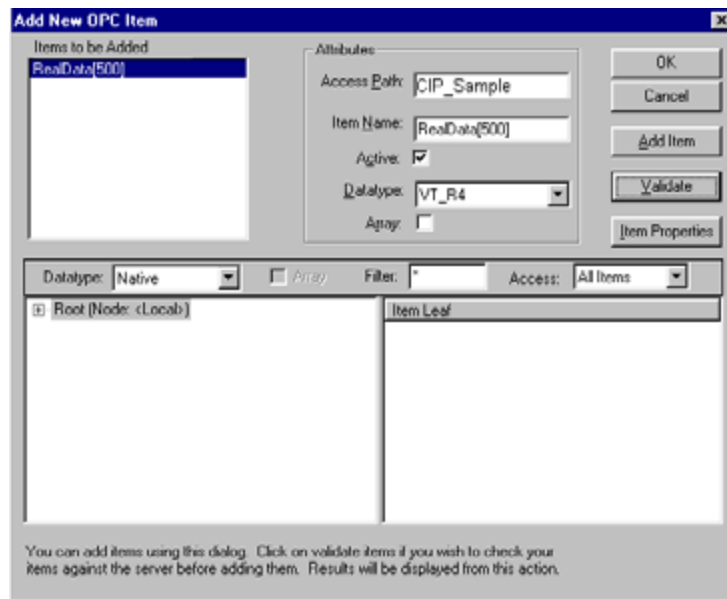 Add New OPC Item
Items to be Added
RealData[500]
Attributes
Access Path: CIP_Sample
Item Name: RealData[500]
Active:
Datatype: VT_R4
Array:
OK
Cancel
Add Item
Validate
Item Properties
Datatype: Native Array Filter: * Access: All Items
Root (Node: <Local>)
Item Leaf
You can add items using this dialog. Click on validate items if you wish to check your
items against the server before adding them. Results will be displayed from this action.